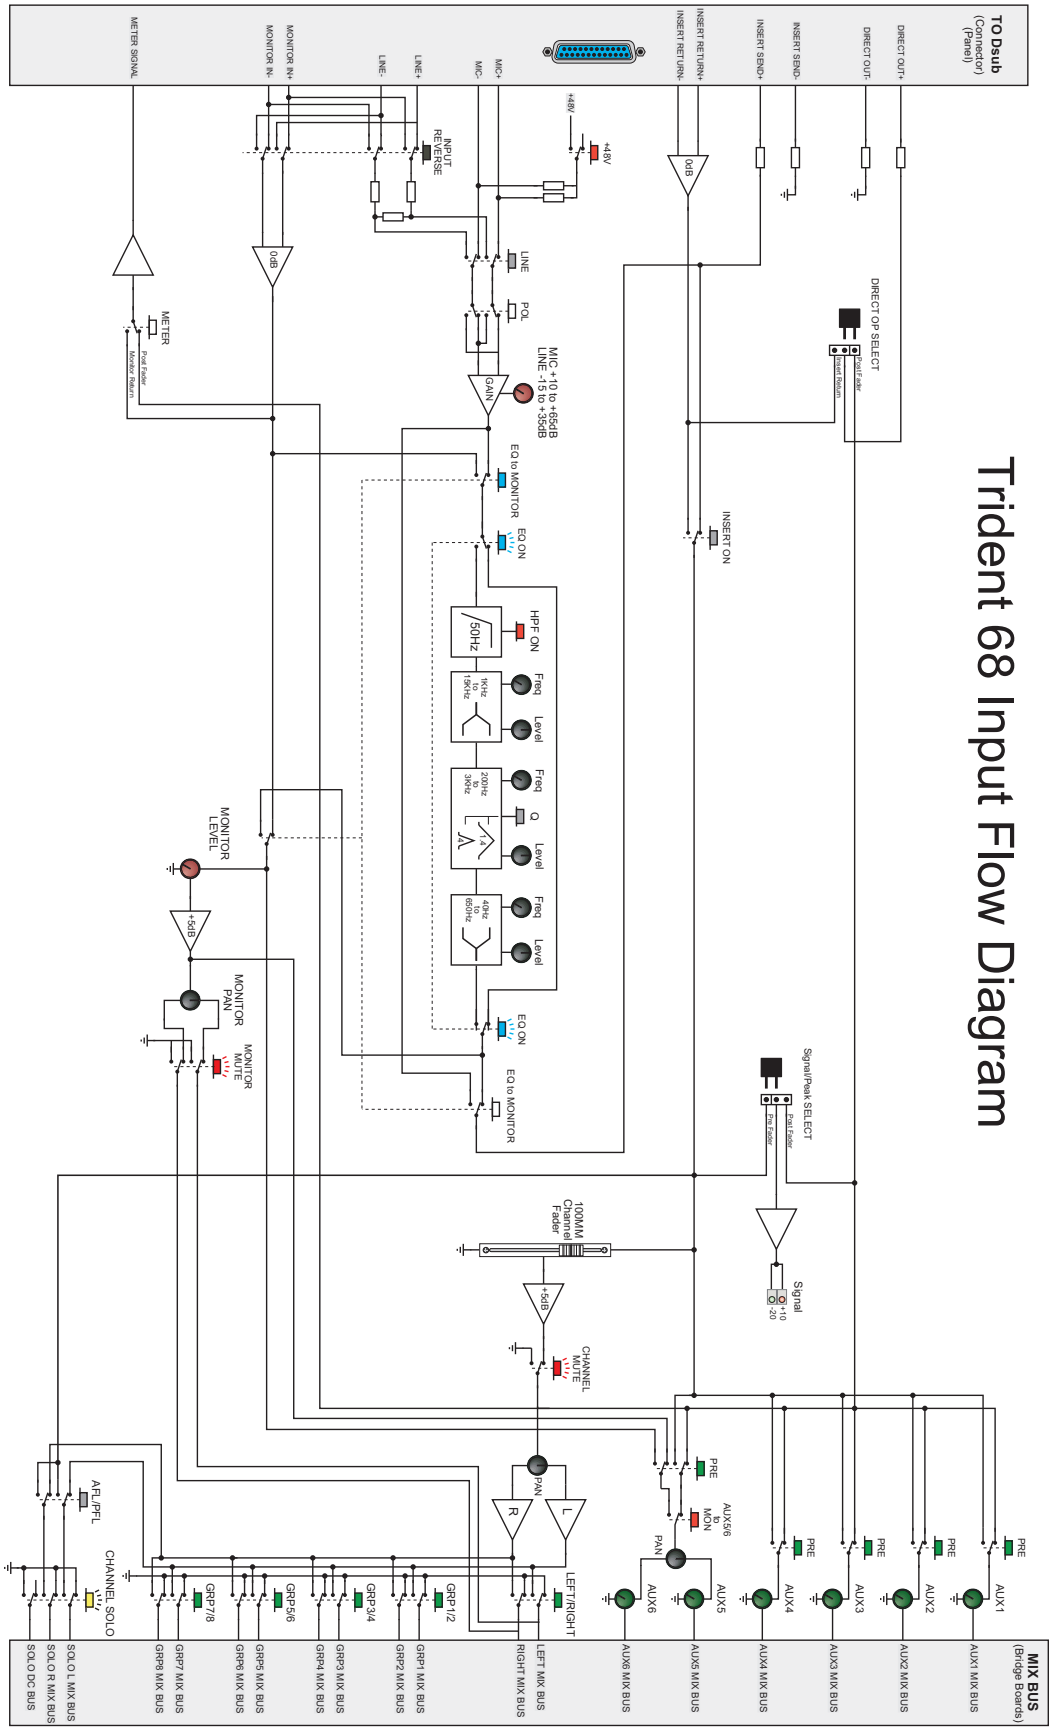 Trident 68 Input Flow Diagram
TO Dsub
(Connector)
(Panel)
DIRECT OUT+
DIRECT OUT-
INSERT SEND-
INSERT SEND+
INSERT RETURN+
INSERT RETURN-
MIC+
MIC-
LINE+
LINE-
MONITOR IN+
MONITOR IN-
METER SIGNAL
+48V
+48V
INPUT
REVERSE
0dB
0dB
LINE
POL
METER
Post Fader
Monitor Return
DIRECT OP SELECT
Post Fader
Insert Return
GAIN
MIC +10 to +65dB
LINE -15 to +35dB
EQ to MONITOR
EQ ON
INSERT ON
HPF ON
50Hz
Freq
Level
1KHz
to
15KHz
Freq
Q
Level
200Hz
to
3KHz
1.4
.4
Freq
Level
40Hz
to
650Hz
EQ ON
EQ to MONITOR
MONITOR
LEVEL
+5dB
MONITOR
PAN
MONITOR
MUTE
Signal/Peak SELECT
Post Fader
Pre Fader
Signal
+10
-20
100MM
Channel
Fader
+5dB
CHANNEL
MUTE
PAN
L
R
PRE
AUX5/6
to
MON
PAN
PRE
PRE
PRE
PRE
AUX1
AUX2
AUX3
AUX4
AUX5
AUX6
LEFT/RIGHT
GRP1/2
GRP3/4
GRP5/6
GRP7/8
AFL/PFL
CHANNEL SOLO
MIX BUS
(Bridge Boards)
AUX1 MIX BUS
AUX2 MIX BUS
AUX3 MIX BUS
AUX4 MIX BUS
AUX5 MIX BUS
AUX6 MIX BUS
LEFT MIX BUS
RIGHT MIX BUS
GRP1 MIX BUS
GRP2 MIX BUS
GRP3 MIX BUS
GRP4 MIX BUS
GRP5 MIX BUS
GRP6 MIX BUS
GRP7 MIX BUS
GRP8 MIX BUS
SOLO L MIX BUS
SOLO R MIX BUS
SOLO DC BUS